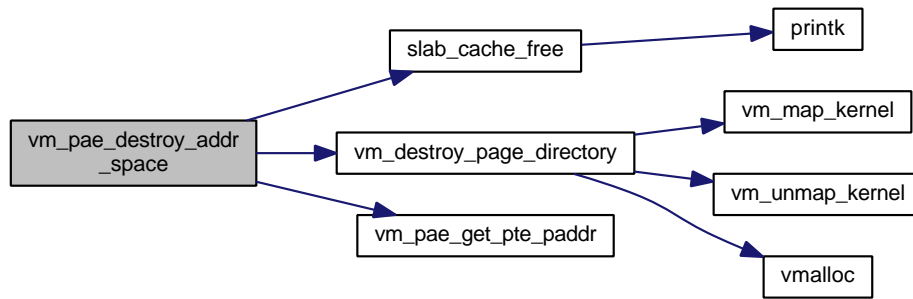 vm_pae_destroy_addr
_space
slab_cache_free
vm_destroy_page_directory
vm_pae_get_pte_paddr
printk
vm_map_kernel
vm_unmap_kernel
vmalloc